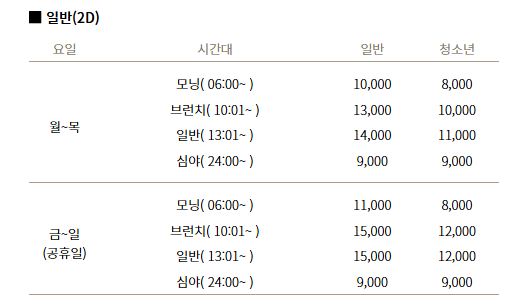 ■ 일반(2D)
요일 시간대 일반 청소년
모닝( 06:00~ ) 10,000 8,000
브런치( 10:01~ ) 13,000 10,000
월~목
일반( 13:01~ ) 14,000 11,000
심야( 24:00~ ) 9,000 9,000
모닝( 06:00~ ) 11,000 8,000
브런치( 10:01~ ) 15,000 12,000
금~일
(공휴일)
일반( 13:01~ ) 15,000 12,000
심야( 24:00~ ) 9,000 9,000